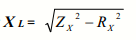 X_L = √(Z_X² − R_X²)